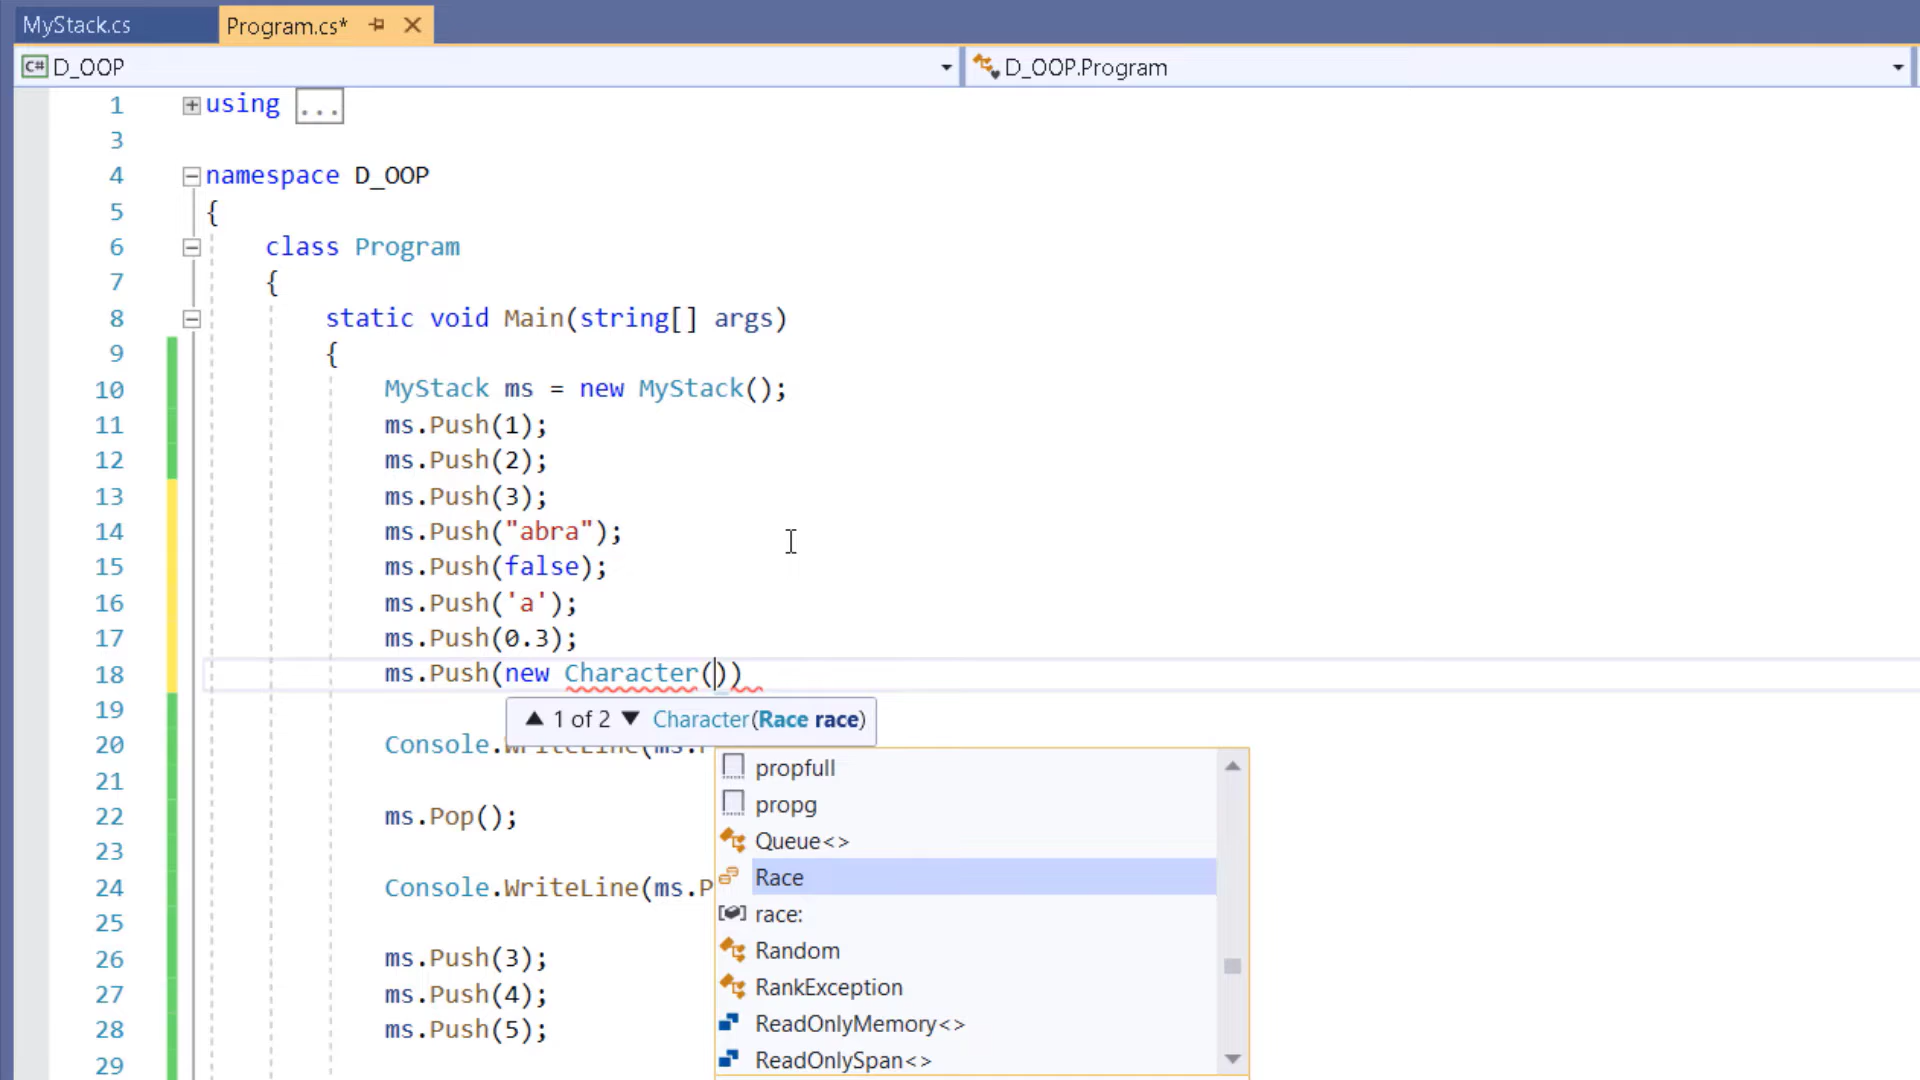 MyStack.cs Program.cs*
C# D_OOP D_OOP.Program
1 using ...
3
4 namespace D_OOP
5 {
6 class Program
7 {
8 static void Main(string[] args)
9 {
10 MyStack ms = new MyStack();
11 ms.Push(1);
12 ms.Push(2);
13 ms.Push(3);
14 ms.Push("abra");
15 ms.Push(false);
16 ms.Push('a');
17 ms.Push(0.3);
18 ms.Push(new Character())
19 ▲ 1 of 2 ▼ Character(Race race)
20 Console.WriteLine(ms.P
propfull
21
propg
22 ms.Pop();
Queue<>
23
Race
24 Console.WriteLine(ms.P
race:
25
Random
26 ms.Push(3);
RankException
27 ms.Push(4);
ReadOnlyMemory<>
28 ms.Push(5);
ReadOnlySpan<>
29